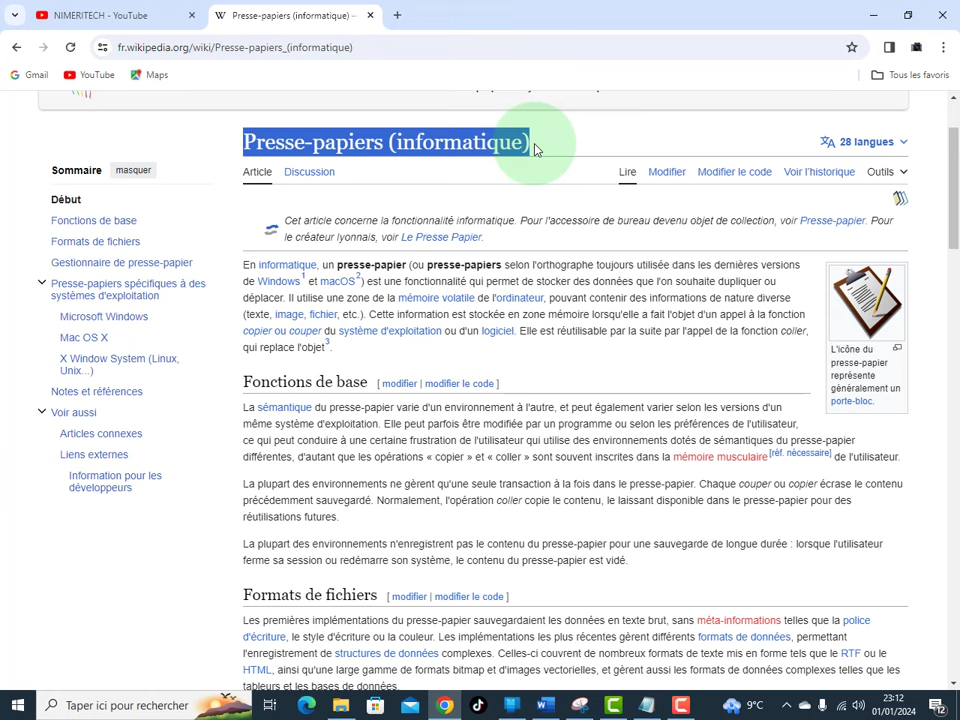 NIMERITECH - YouTube
Presse-papiers (informatique) –
fr.wikipedia.org/wiki/Presse-papiers_(informatique)
Gmail YouTube Maps Tous les favoris
Presse-papiers (informatique) 28 langues
Sommaire masquer
Article Discussion Lire Modifier Modifier le code Voir l’historique Outils
Début
Fonctions de base
Formats de fichiers
Gestionnaire de presse-papier
Presse-papiers spécifiques à des
systèmes d'exploitation
Microsoft Windows
Mac OS X
X Window System (Linux,
Unix...)
Notes et références
Voir aussi
Articles connexes
Liens externes
Information pour les
développeurs
Cet article concerne la fonctionnalité informatique. Pour l'accessoire de bureau devenu objet de collection, voir Presse-papier. Pour
le créateur lyonnais, voir Le Presse Papier.
En informatique, un presse-papier (ou presse-papiers selon l'orthographe toujours utilisée dans les dernières versions
de Windows1 et macOS2) est une fonctionnalité qui permet de stocker des données que l'on souhaite dupliquer ou
déplacer. Il utilise une zone de la mémoire volatile de l'ordinateur, pouvant contenir des informations de nature diverse
(texte, image, fichier, etc.). Cette information est stockée en zone mémoire lorsqu'elle a fait l'objet d'un appel à la fonction
copier ou couper du système d'exploitation ou d'un logiciel. Elle est réutilisable par la suite par l'appel de la fonction coller,
qui replace l'objet3.
L'icône du
presse-papier
représente
généralement un
porte-bloc.
Fonctions de base [ modifier | modifier le code ]
La sémantique du presse-papier varie d'un environnement à l'autre, et peut également varier selon les versions d'un
même système d'exploitation. Elle peut parfois être modifiée par un programme ou selon les préférences de l'utilisateur,
ce qui peut conduire à une certaine frustration de l'utilisateur qui utilise des environnements dotés de sémantiques du presse-papier
différentes, d'autant que les opérations « copier » et « coller » sont souvent inscrites dans la mémoire musculaire[réf. nécessaire] de l'utilisateur.
La plupart des environnements ne gèrent qu'une seule transaction à la fois dans le presse-papier. Chaque couper ou copier écrase le contenu
précédemment sauvegardé. Normalement, l'opération coller copie le contenu, le laissant disponible dans le presse-papier pour des
réutilisations futures.
La plupart des environnements n'enregistrent pas le contenu du presse-papier pour une sauvegarde de longue durée : lorsque l'utilisateur
ferme sa session ou redémarre son système, le contenu du presse-papier est vidé.
Formats de fichiers [ modifier | modifier le code ]
Les premières implémentations du presse-papier sauvegardaient les données en texte brut, sans méta-informations telles que la police
d'écriture, le style d'écriture ou la couleur. Les implémentations les plus récentes gèrent différents formats de données, permettant
l'enregistrement de structures de données complexes. Celles-ci couvrent de nombreux formats de texte mis en forme tels que le RTF ou le
HTML, ainsi qu'une large gamme de formats bitmap et d'images vectorielles, et gèrent aussi les formats de données complexes telles que les
tableurs et les bases de données.
Taper ici pour rechercher 9°C 23:12
01/01/2024 12